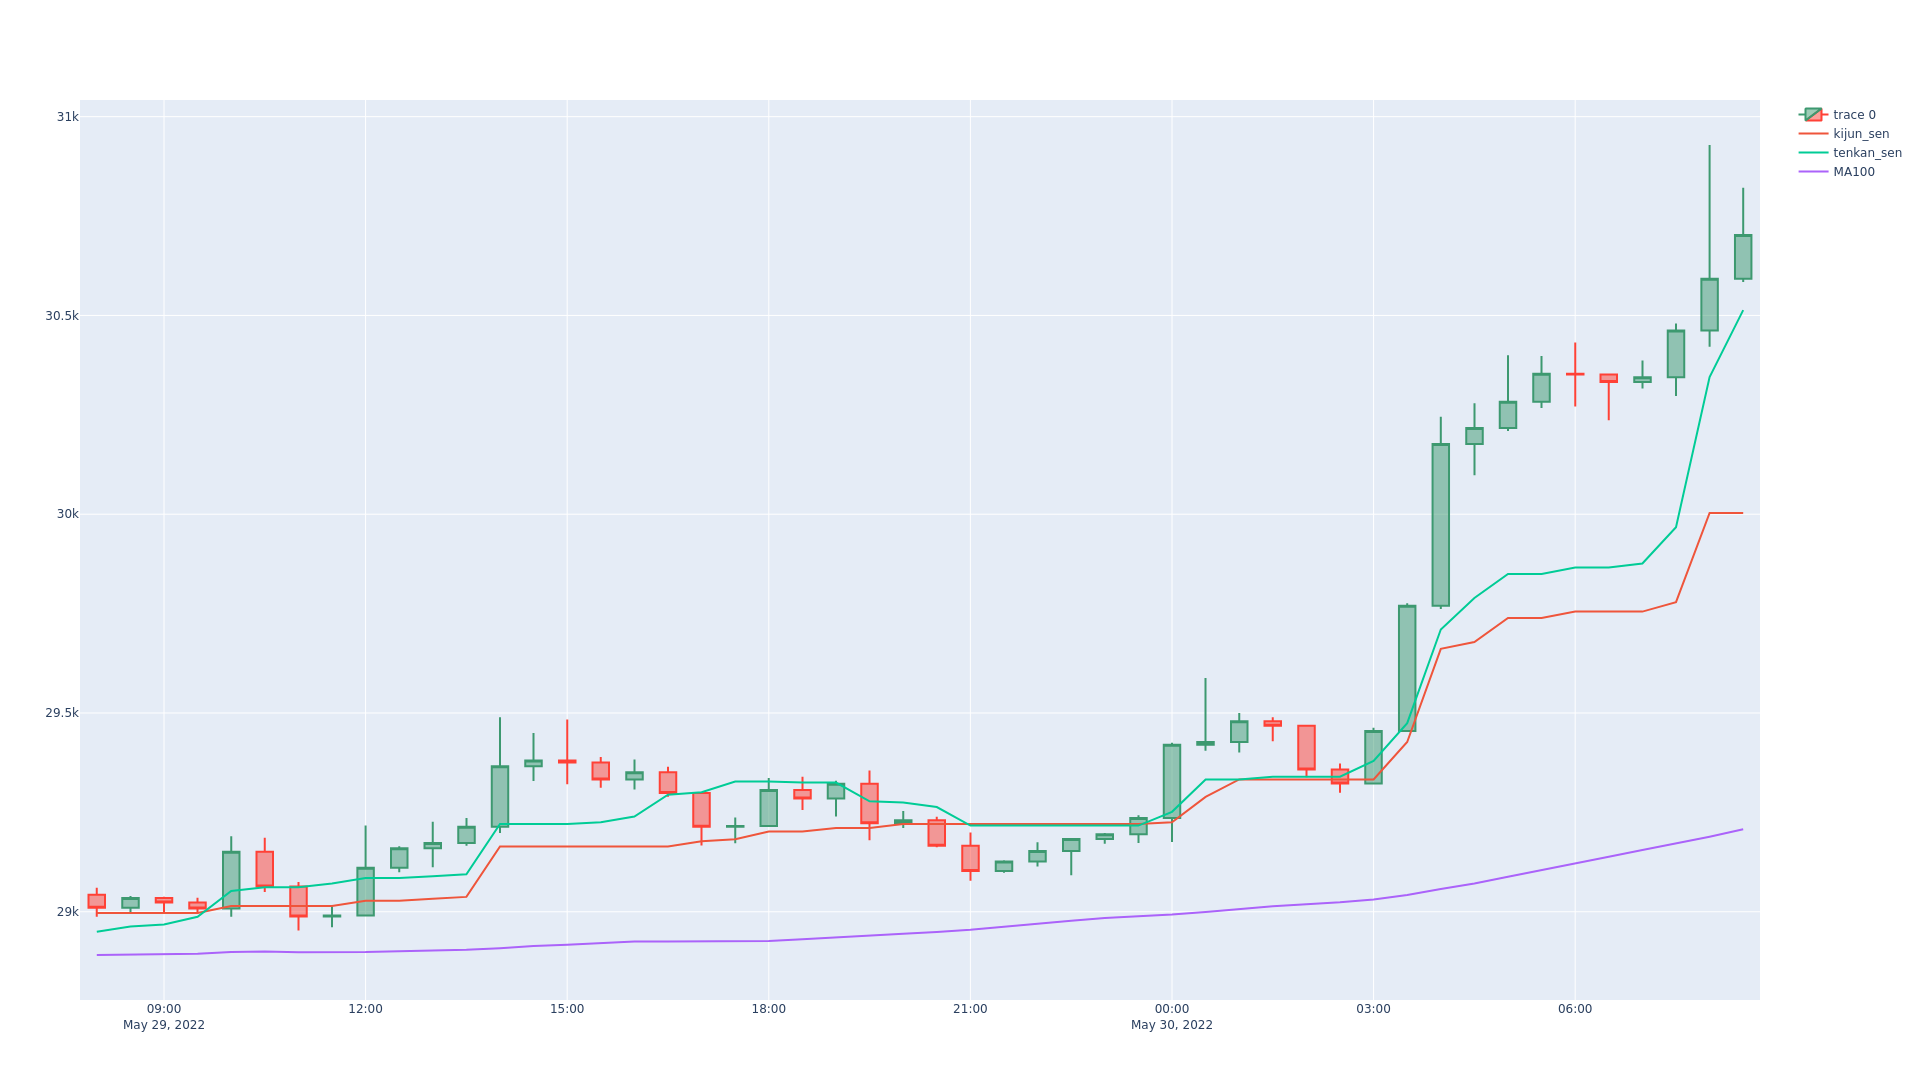 31k
30.5k
30k
29.5k
29k
09:00
May 29, 2022
12:00
15:00
18:00
21:00
00:00
May 30, 2022
03:00
06:00
trace 0
kijun_sen
tenkan_sen
MA100